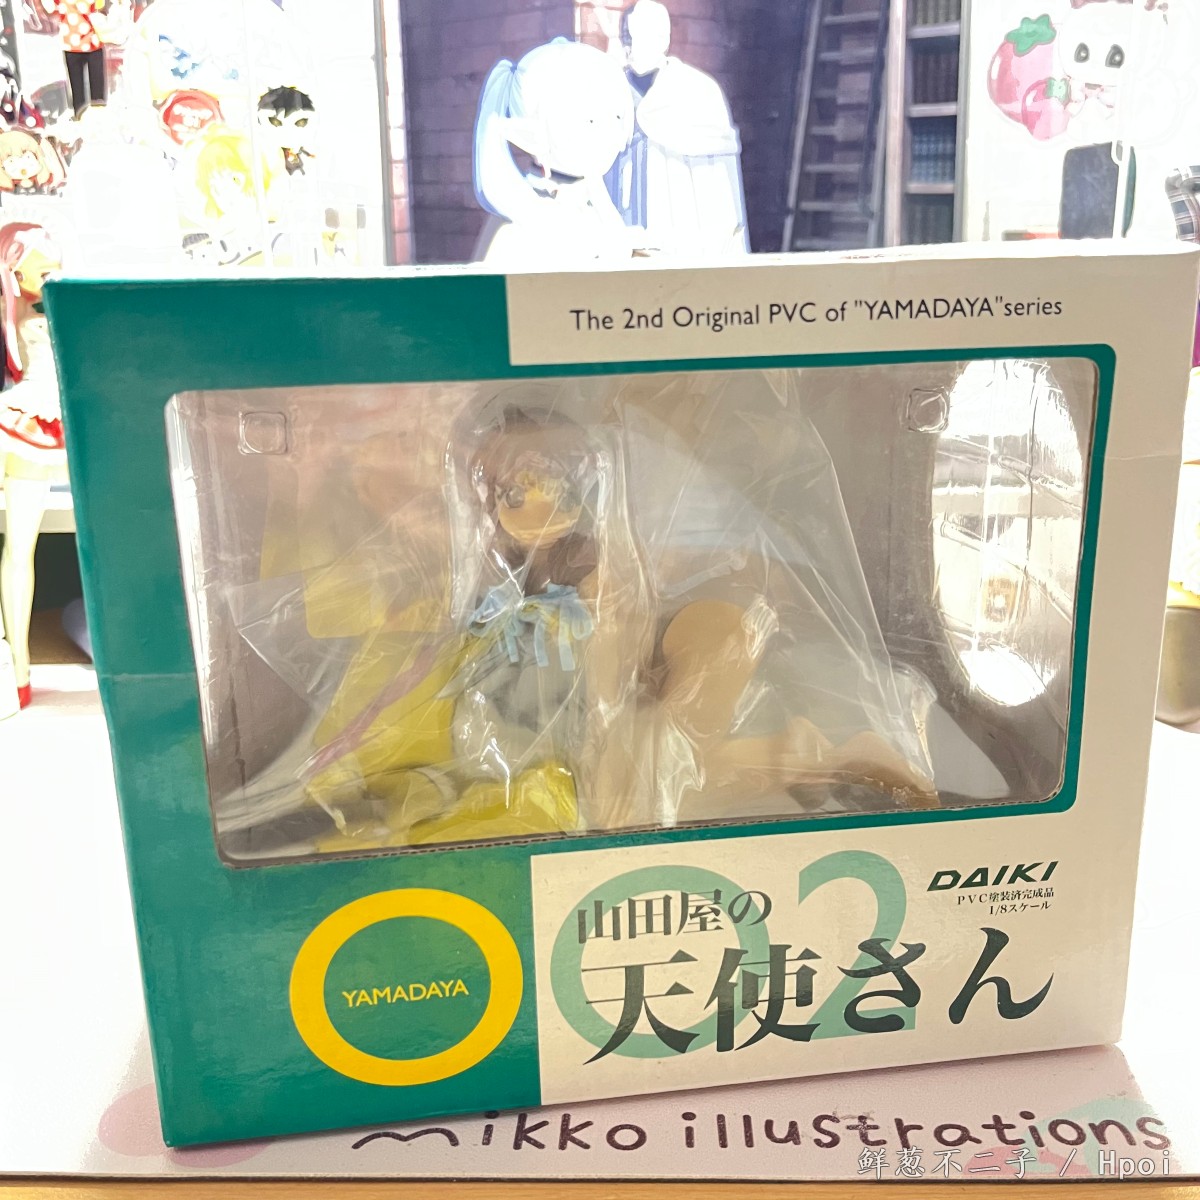 The 2nd Original PVC of "YAMADAYA"series
YAMADAYA
02
山田屋の
天使さん
DAIKI
PVC塗装済完成品
1/8スケール
mikko illustrations
鲜葱不二子 / Hpoi